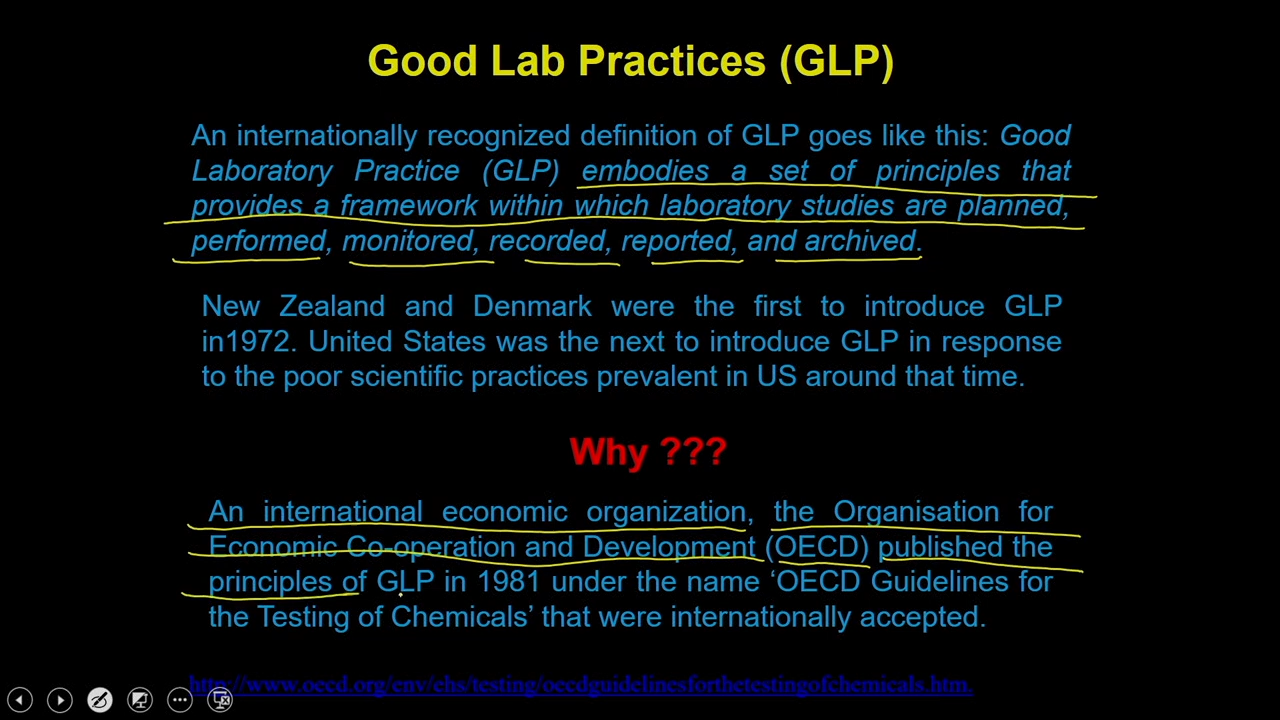 Good Lab Practices (GLP)
An internationally recognized definition of GLP goes like this: Good
Laboratory Practice (GLP) embodies a set of principles that
provides a framework within which laboratory studies are planned,
performed, monitored, recorded, reported, and archived.
New Zealand and Denmark were the first to introduce GLP
in1972. United States was the next to introduce GLP in response
to the poor scientific practices prevalent in US around that time.
Why ???
An international economic organization, the Organisation for
Economic Co-operation and Development (OECD) published the
principles of GLP in 1981 under the name ‘OECD Guidelines for
the Testing of Chemicals’ that were internationally accepted.
http://www.oecd.org/env/ehs/testing/oecdguidelinesforthetestingofchemicals.htm.